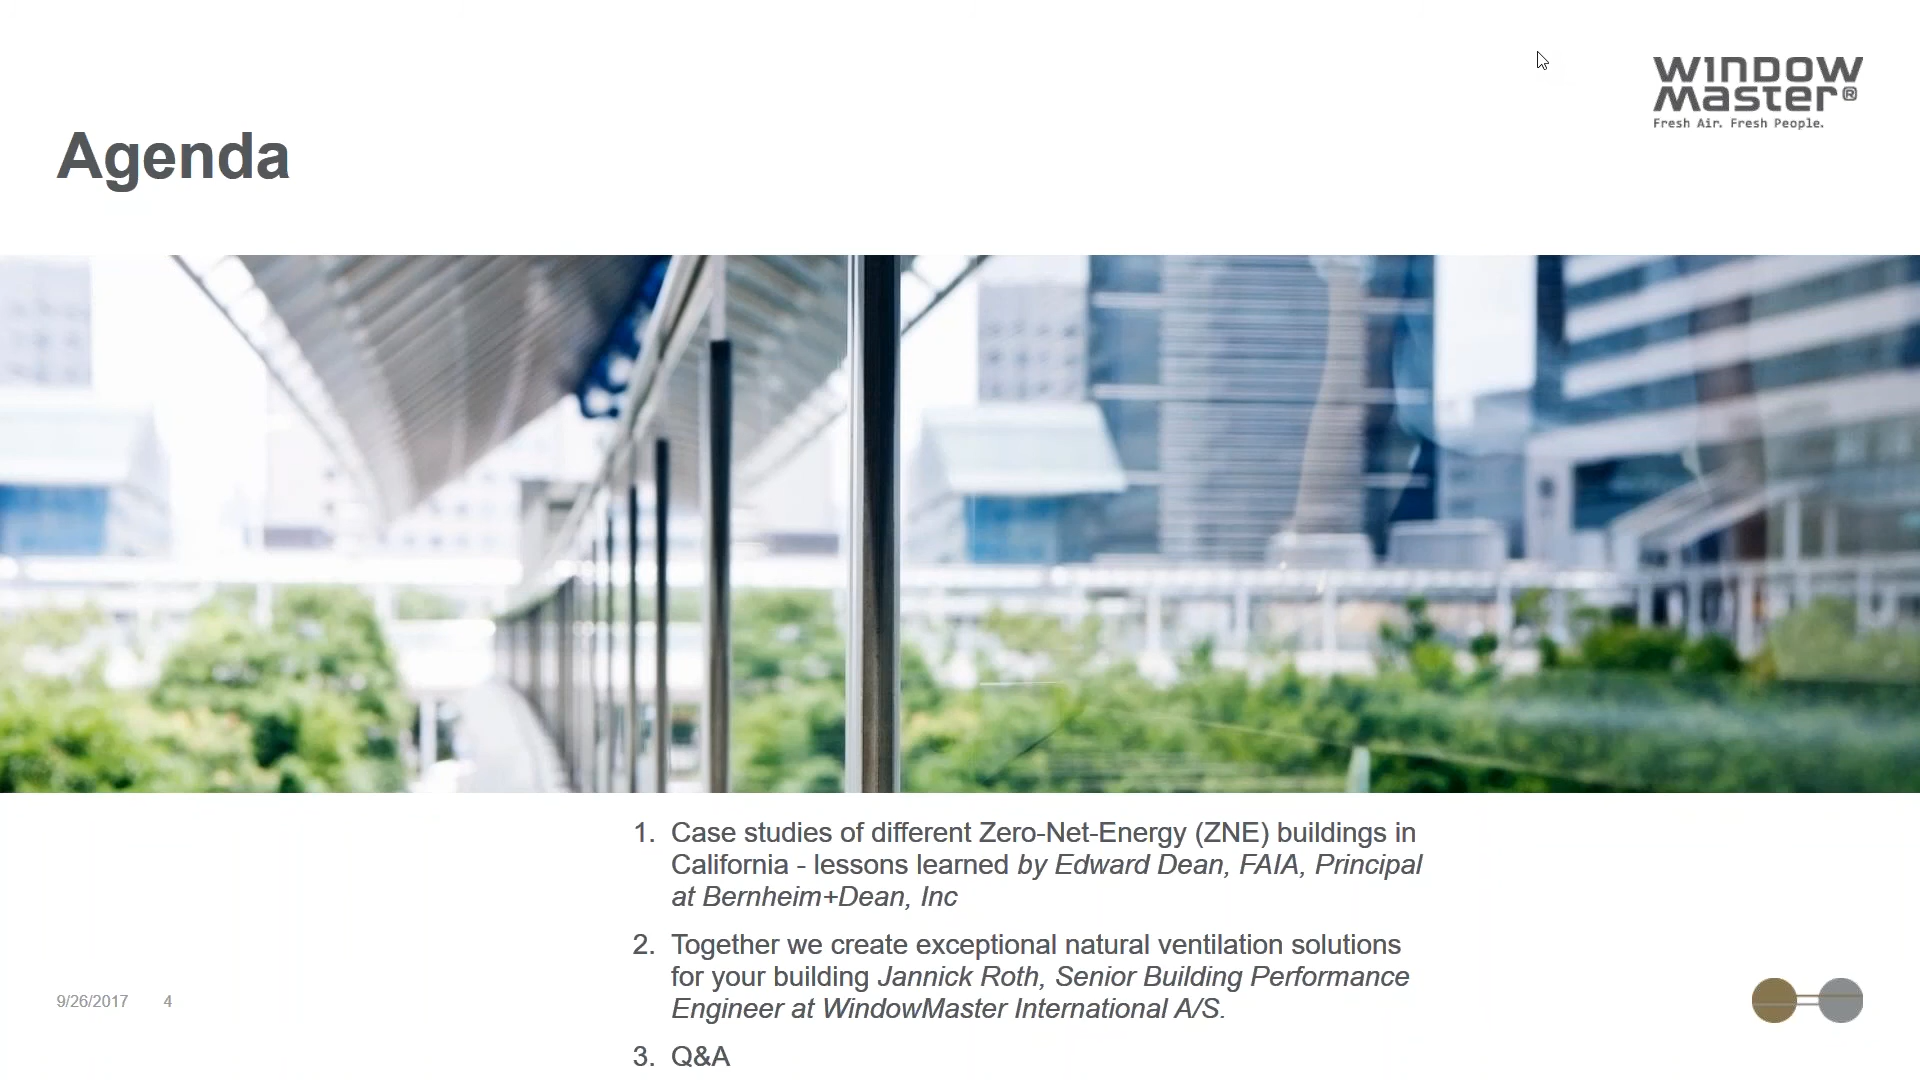 WINDOW
Master®
Fresh Air. Fresh People.
Agenda
1. Case studies of different Zero-Net-Energy (ZNE) buildings in
California - lessons learned by Edward Dean, FAIA, Principal
at Bernheim+Dean, Inc
2. Together we create exceptional natural ventilation solutions
for your building Jannick Roth, Senior Building Performance
Engineer at WindowMaster International A/S.
3. Q&A
9/26/2017 4